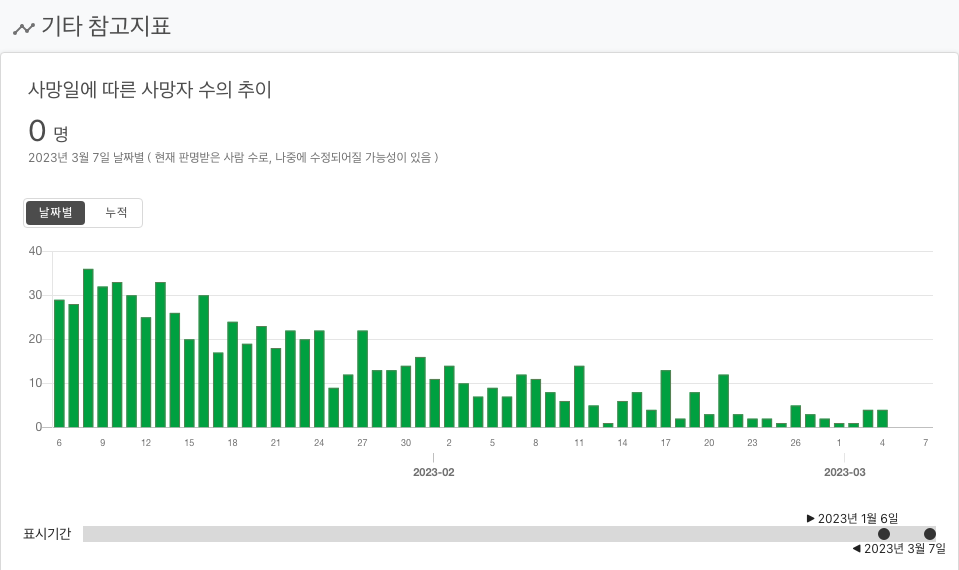 기타 참고지표
사망일에 따른 사망자 수의 추이
0 명
2023년 3월 7일 날짜별 ( 현재 판명받은 사람 수로, 나중에 수정되어질 가능성이 있음 )
날짜별 누적
40
30
20
10
0
6 9 12 15 18 21 24 27 30 2 5 8 11 14 17 20 23 26 1 4 7
2023-02 2023-03
▶ 2023년 1월 6일
표시기간
◀ 2023년 3월 7일